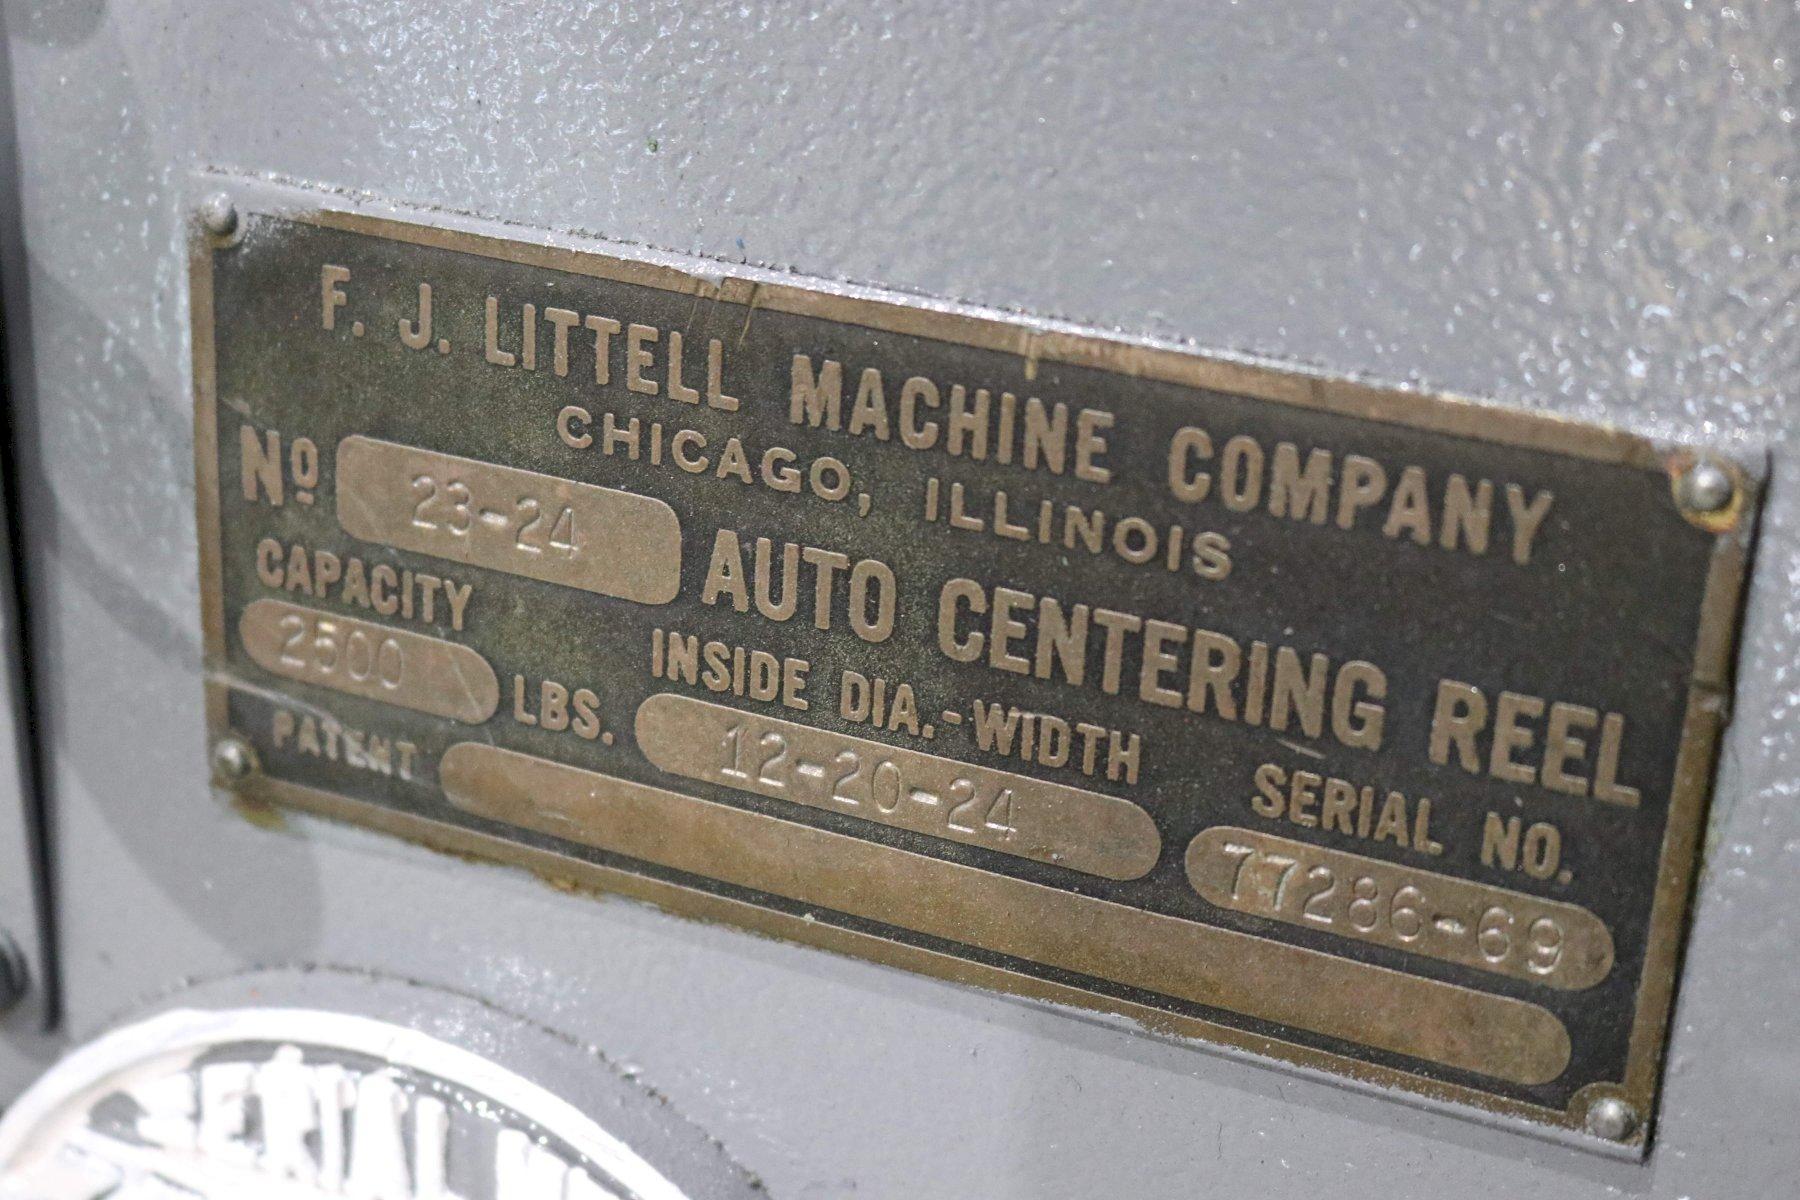 F. J. LITTELL MACHINE COMPANY
CHICAGO, ILLINOIS
Nº 23-24 AUTO CENTERING REEL
CAPACITY 2500 LBS.
INSIDE DIA.-WIDTH 12-20-24
SERIAL NO. 77286-69
PATENT
SERIAL